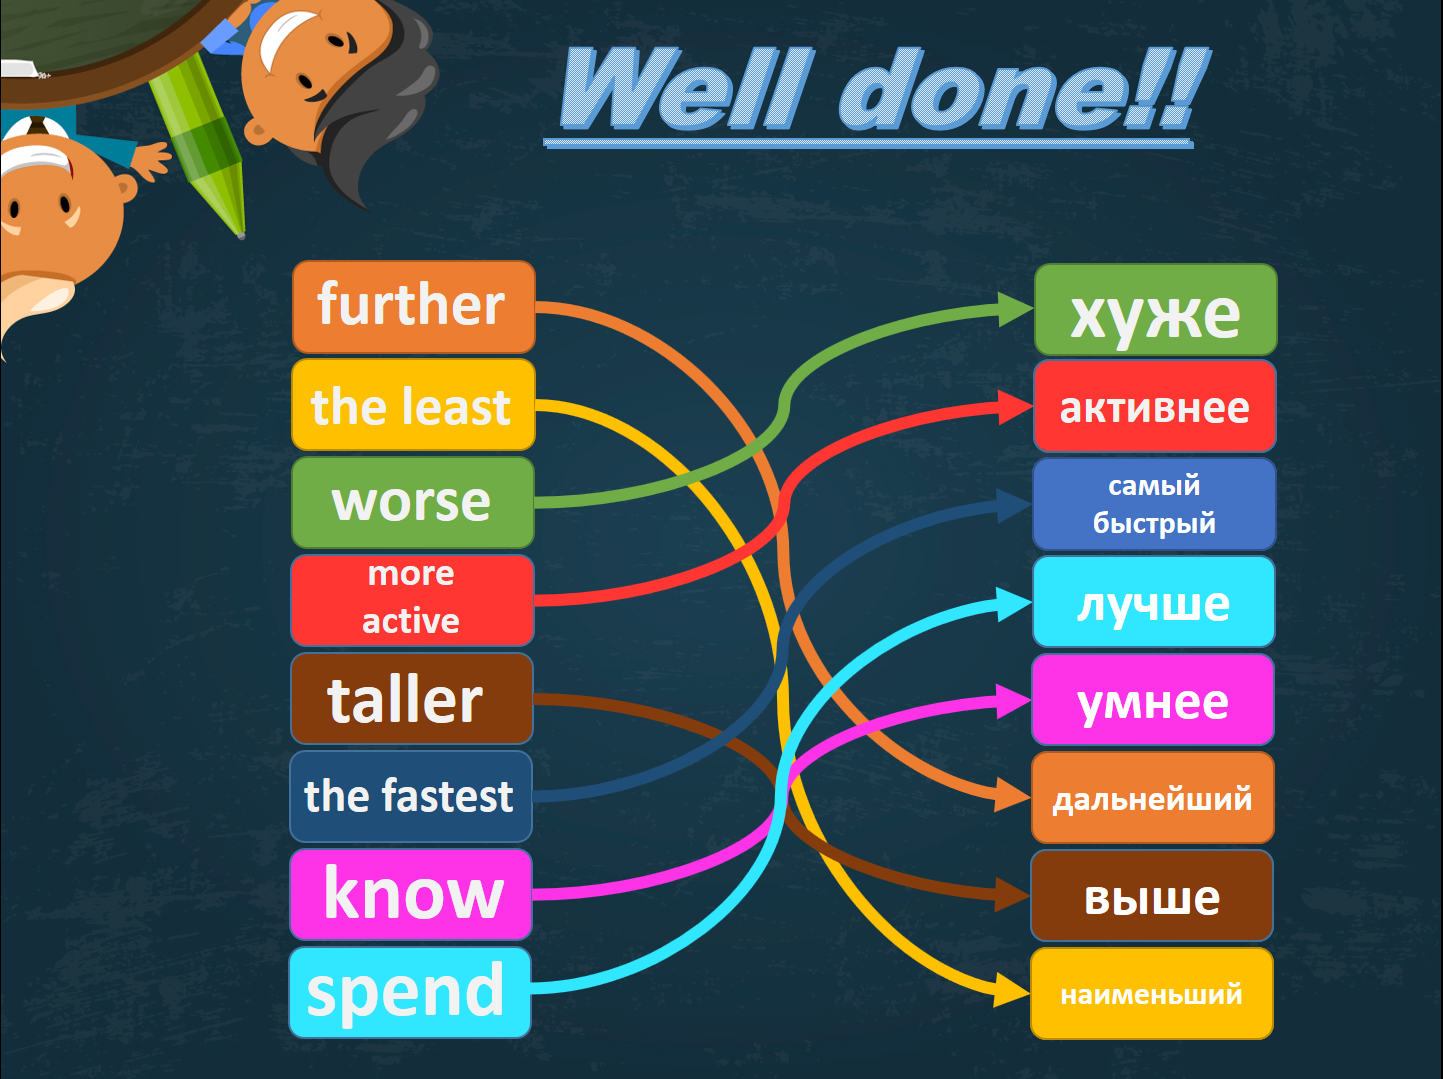 Well done!!
further
the least
worse
more
active
taller
the fastest
know
spend
хуже
активнее
самый
быстрый
лучше
умнее
дальнейший
выше
наименьший